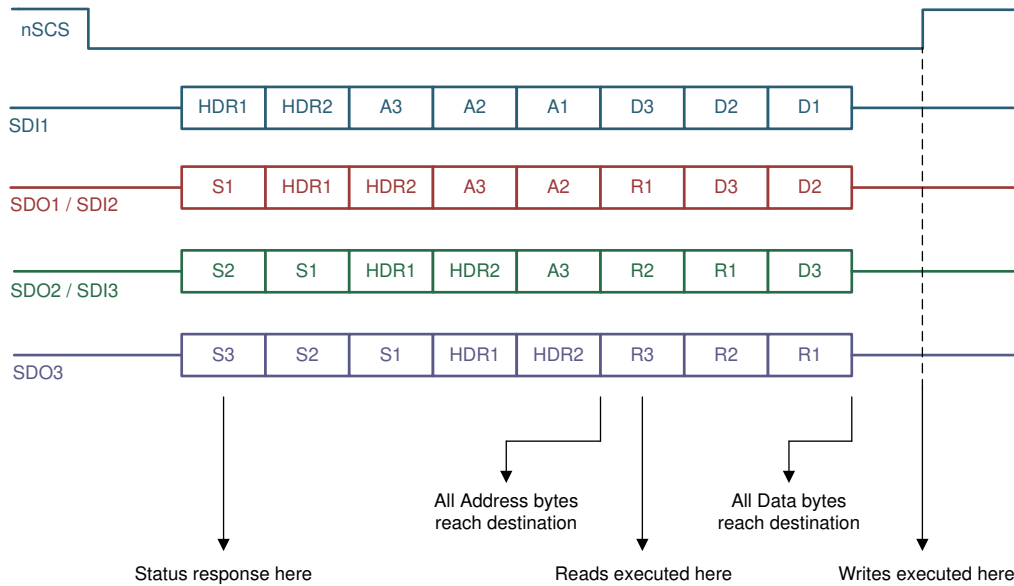 nSCS
HDR1 HDR2 A3 A2 A1 D3 D2 D1
SDI1
S1 HDR1 HDR2 A3 A2 R1 D3 D2
SDO1 / SDI2
S2 S1 HDR1 HDR2 A3 R2 R1 D3
SDO2 / SDI3
S3 S2 S1 HDR1 HDR2 R3 R2 R1
SDO3
All Address bytes
reach destination
All Data bytes
reach destination
Status response here
Reads executed here
Writes executed here